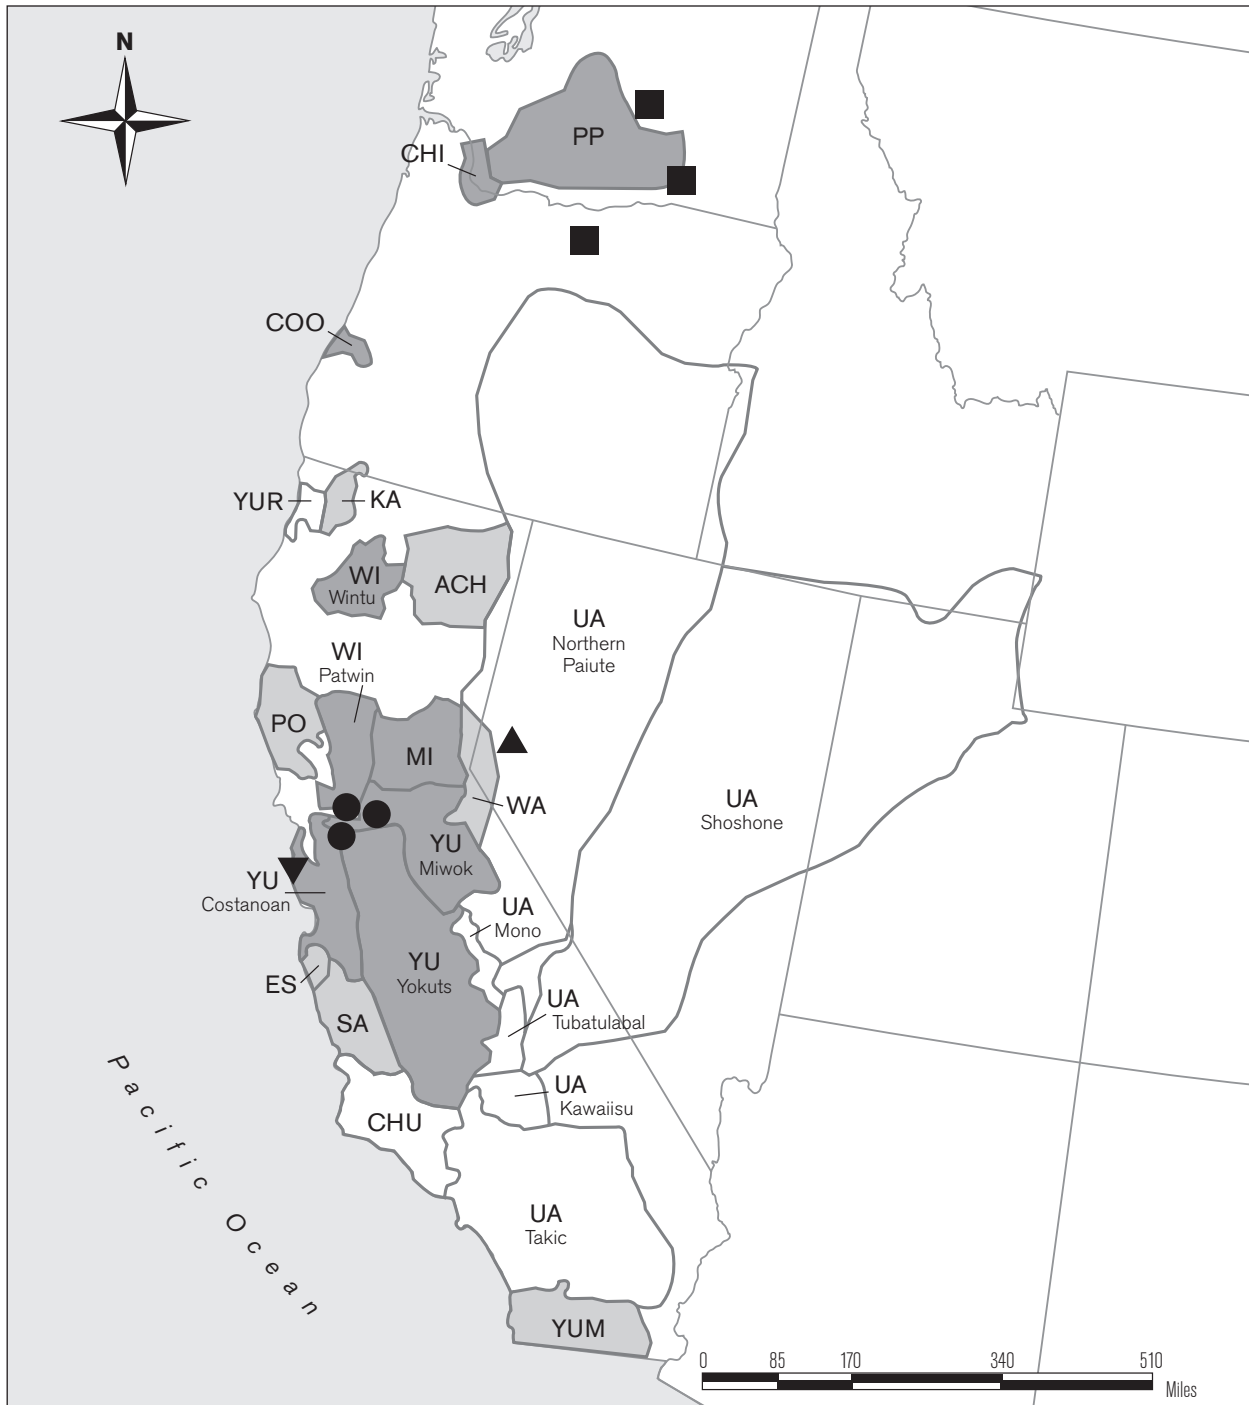 N
PP
CHI
COO
YUR
KA
WI
Wintu
ACH
UA
Northern
Paiute
WI
Patwin
PO
MI
WA
UA
Shoshone
YU
Miwok
YU
Costanoan
UA
Mono
YU
Yokuts
ES
SA
UA
Tubatulabal
UA
Kawaiisu
CHU
UA
Takic
YUM
Pacific Ocean
0 85 170 340 510
Miles